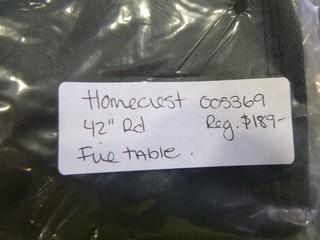 Homecrest 005369
42" Rd Reg. $189-
Fire TABLE.